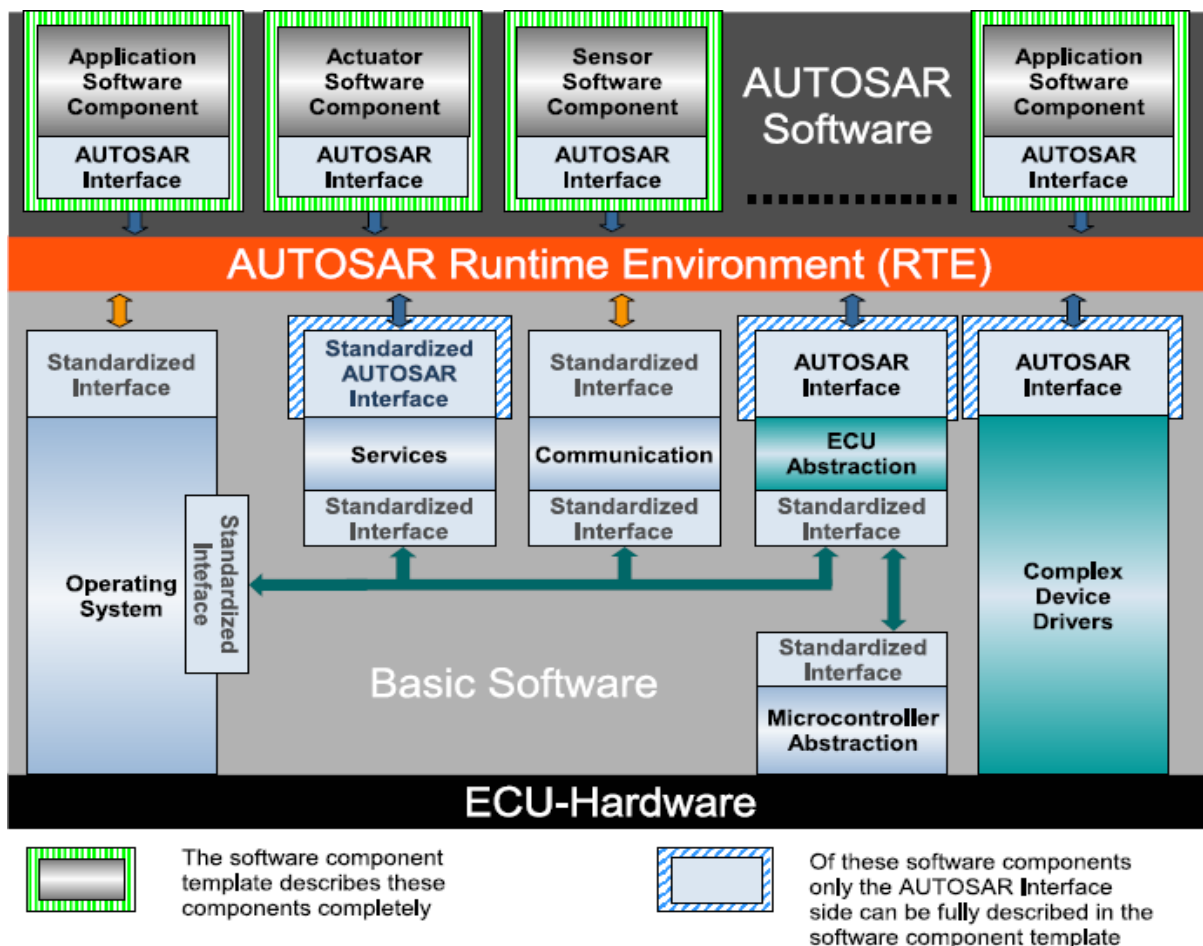 Application
Software
Component
AUTOSAR
Interface
Actuator
Software
Component
AUTOSAR
Interface
Sensor
Software
Component
AUTOSAR
Interface
AUTOSAR
Software
Application
Software
Component
AUTOSAR
Interface
AUTOSAR Runtime Environment (RTE)
Standardized
Interface
Operating
System
Standardized
Inteface
Standardized
AUTOSAR
Interface
Services
Standardized
Interface
Standardized
Interface
Communication
Standardized
Interface
AUTOSAR
Interface
ECU
Abstraction
Standardized
Interface
Standardized
Interface
Microcontroller
Abstraction
AUTOSAR
Interface
Complex
Device
Drivers
Basic Software
ECU-Hardware
The software component
template describes these
components completely
Of these software components
only the AUTOSAR Interface
side can be fully described in the
software component template